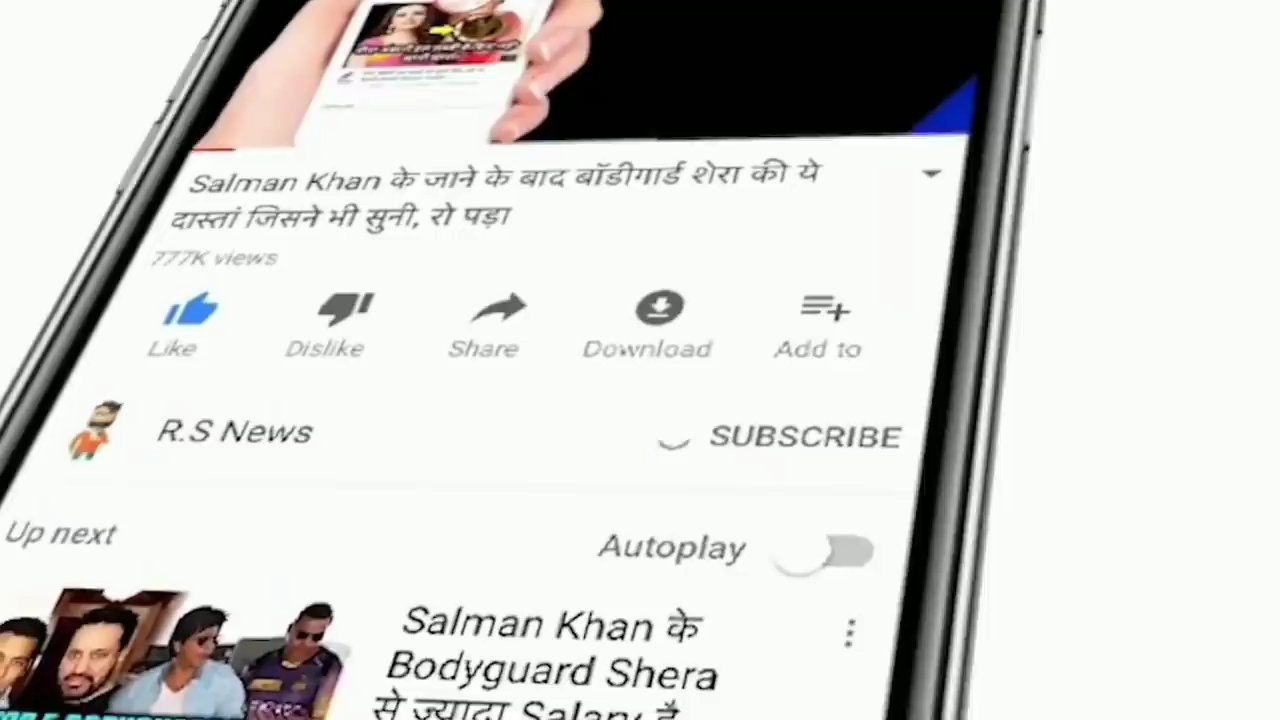 Salman Khan के जाने के बाद बॉडीगार्ड शेरा की ये
दास्तां जिसने भी सुनी, रो पड़ा
777K views
Like Dislike Share Download Add to
R.S News SUBSCRIBE
Up next Autoplay
Salman Khan के
Bodyguard Shera
से ज्यादा Salary है